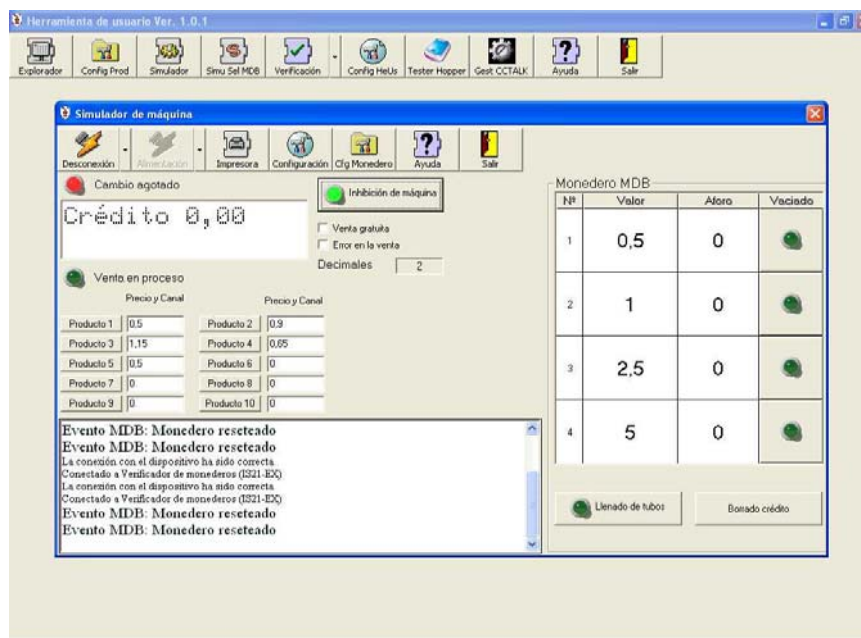 Herramienta de usuario Ver. 1.0.1
Explorador Config Prod Simulador Simu Sel MDB Verificación Config HeUs Tester Hopper Gest CCTALK Ayuda Salir
Simulador de máquina
Desconexión Alimentación Impresora Configuración Cfg Monedero Ayuda Salir
Cambio agotado
Inhibición de máquina
Crédito 0,00
Venta gratuita
Error en la venta
Decimales 2
Venta en proceso
Precio y Canal Precio y Canal
Producto 1 0,5 Producto 2 0,9
Producto 3 1,15 Producto 4 0,65
Producto 5 0,5 Producto 6 0
Producto 7 0 Producto 8 0
Producto 9 0 Producto 10 0
Evento MDB: Monedero reseteado
Evento MDB: Monedero reseteado
La conexión con el dispositivo ha sido correcta
Conectado a Verificador de monederos (IS21-EX)
La conexión con el dispositivo ha sido correcta
Conectado a Verificador de monederos (IS21-EX)
Evento MDB: Monedero reseteado
Evento MDB: Monedero reseteado
Monedero MDB
Nº Valor Aforo Vaciado
1 0,5 0
2 1 0
3 2,5 0
4 5 0
Llenado de tubos Borrado crédito